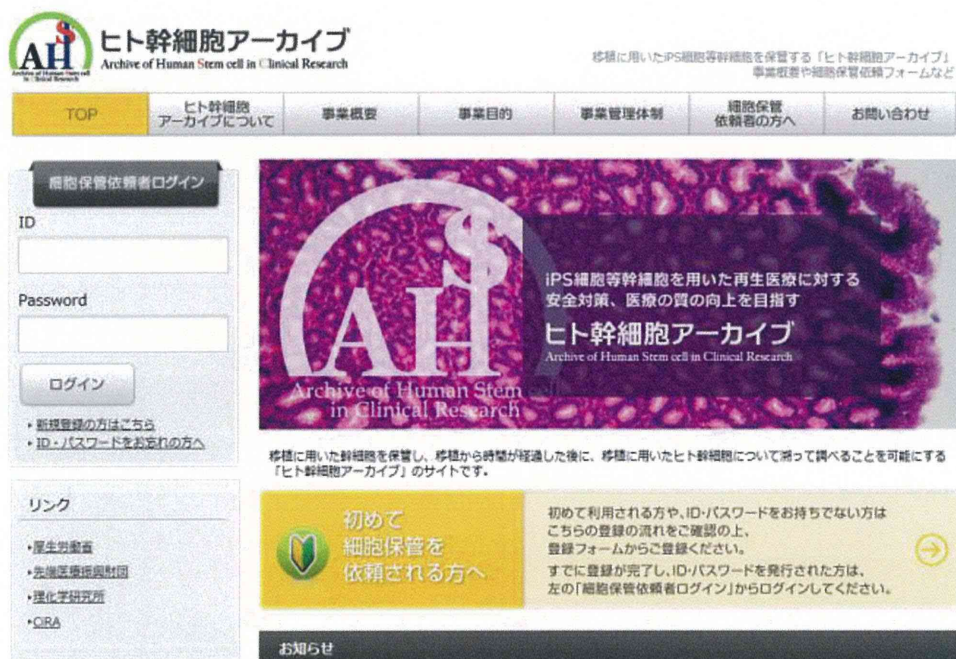 AHS
Archive of Human Stem cell
in Clinical Research
ヒト幹細胞アーカイブ
Archive of Human Stem cell in Clinical Research
移植に用いたiPS細胞等幹細胞を保管する「ヒト幹細胞アーカイブ」
事業概要や細胞保管依頼フォームなど
TOP
ヒト幹細胞
アーカイブについて
事業概要
事業目的
事業管理体制
細胞保管
依頼者の方へ
お問い合わせ
細胞保管依頼者ログイン
ID
Password
ログイン
・新規登録の方はこちら
・ID・パスワードをお忘れの方へ
リンク
・厚生労働省
・先端医療振興財団
・理化学研究所
・CiRA
AHS
Archive of Human Stem cell
in Clinical Research
iPS細胞等幹細胞を用いた再生医療に対する
安全対策、医療の質の向上を目指す
ヒト幹細胞アーカイブ
Archive of Human Stem cell in Clinical Research
移植に用いた幹細胞を保管し、移植から時間が経過した後に、移植に用いたヒト幹細胞について溯って調べることを可能にする
「ヒト幹細胞アーカイブ」のサイトです。
初めて
細胞保管を
依頼される方へ
初めて利用される方や、ID・パスワードをお持ちでない方は
こちらの登録の流れをご確認の上、
登録フォームからご登録ください。
すでに登録が完了し、ID・パスワードを発行された方は、
左の「細胞保管依頼者ログイン」からログインしてください。
お知らせ